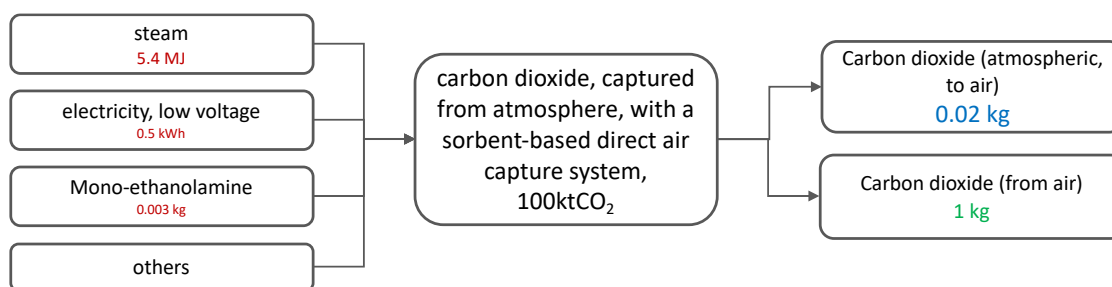 steam
5.4 MJ
electricity, low voltage
0.5 kWh
Mono-ethanolamine
0.003 kg
others
carbon dioxide, captured
from atmosphere, with a
sorbent-based direct air
capture system,
100ktCO₂
Carbon dioxide (atmospheric,
to air)
0.02 kg
Carbon dioxide (from air)
1 kg